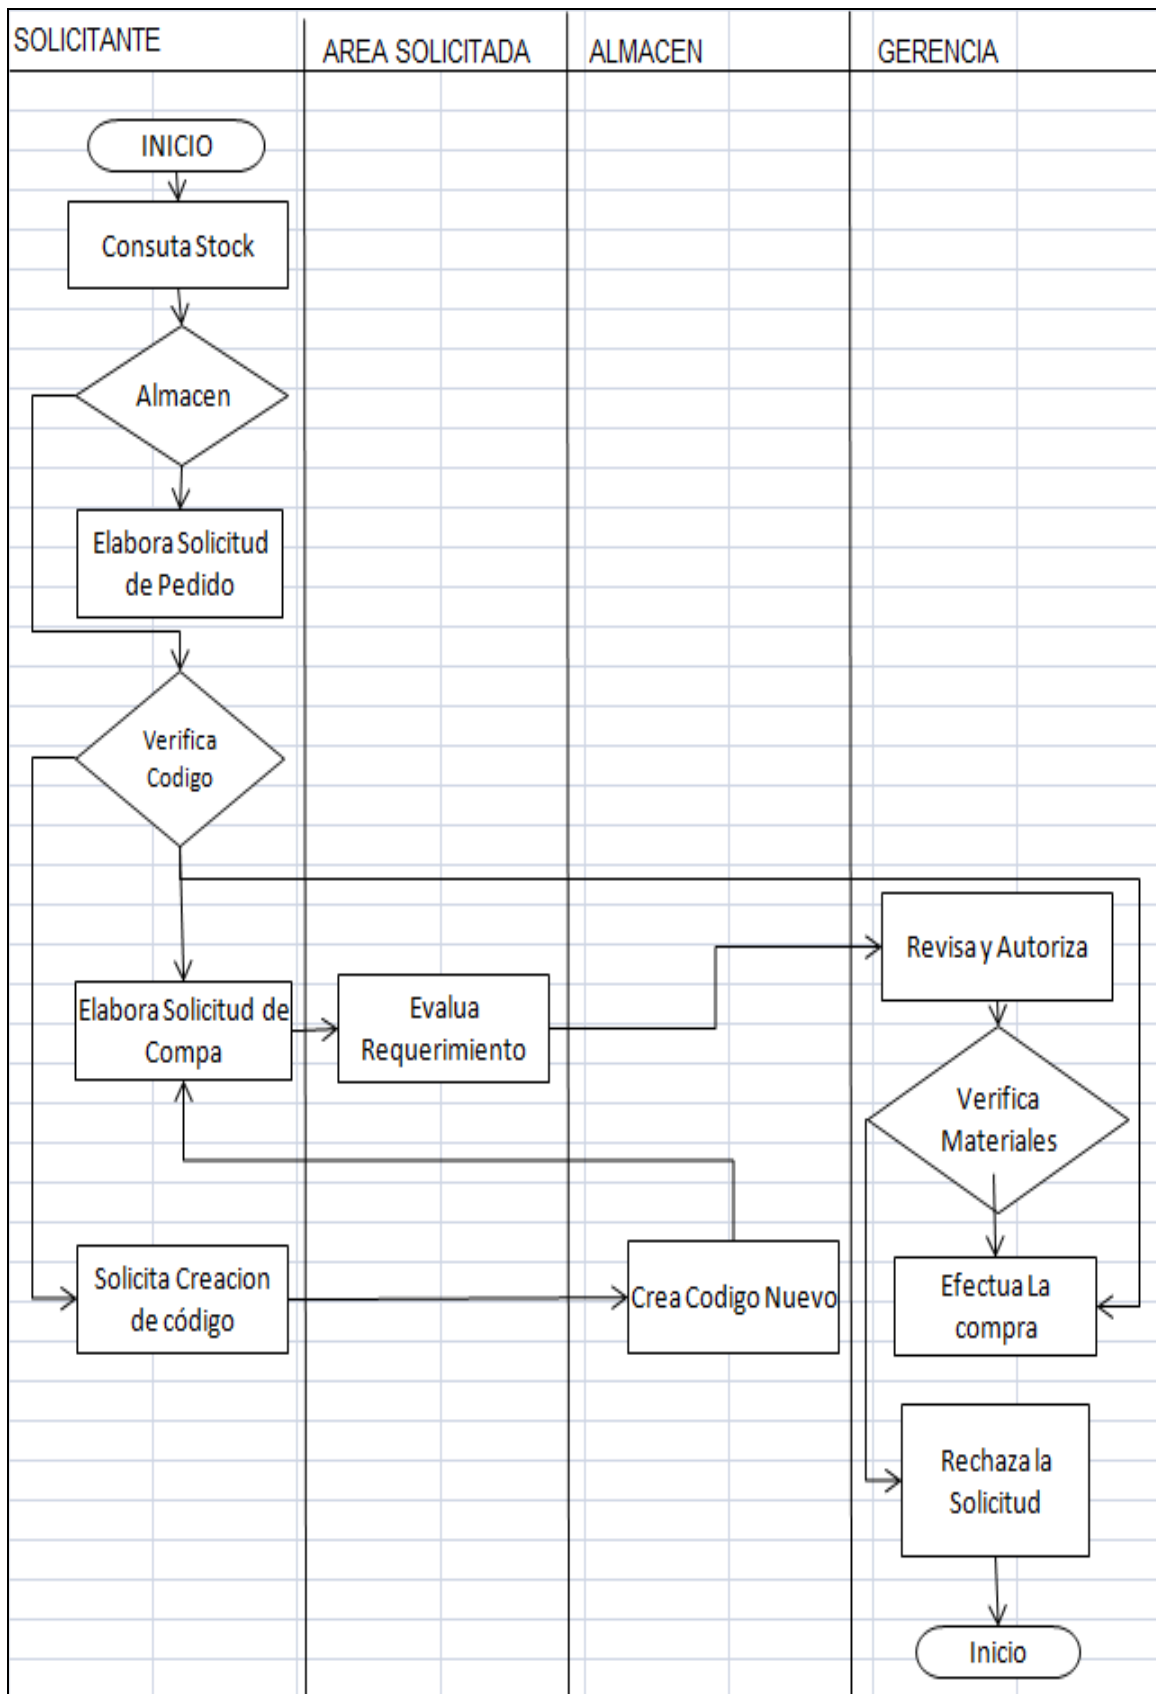 SOLICITANTE
AREA SOLICITADA
ALMACEN
GERENCIA
INICIO
Consuta Stock
Almacen
Elabora Solicitud
de Pedido
Verifica
Codigo
Elabora Solicitud de
Compa
Evalua
Requerimiento
Revisa y Autoriza
Verifica
Materiales
Solicita Creacion
de código
Crea Codigo Nuevo
Efectua La
compra
Rechaza la
Solicitud
Inicio